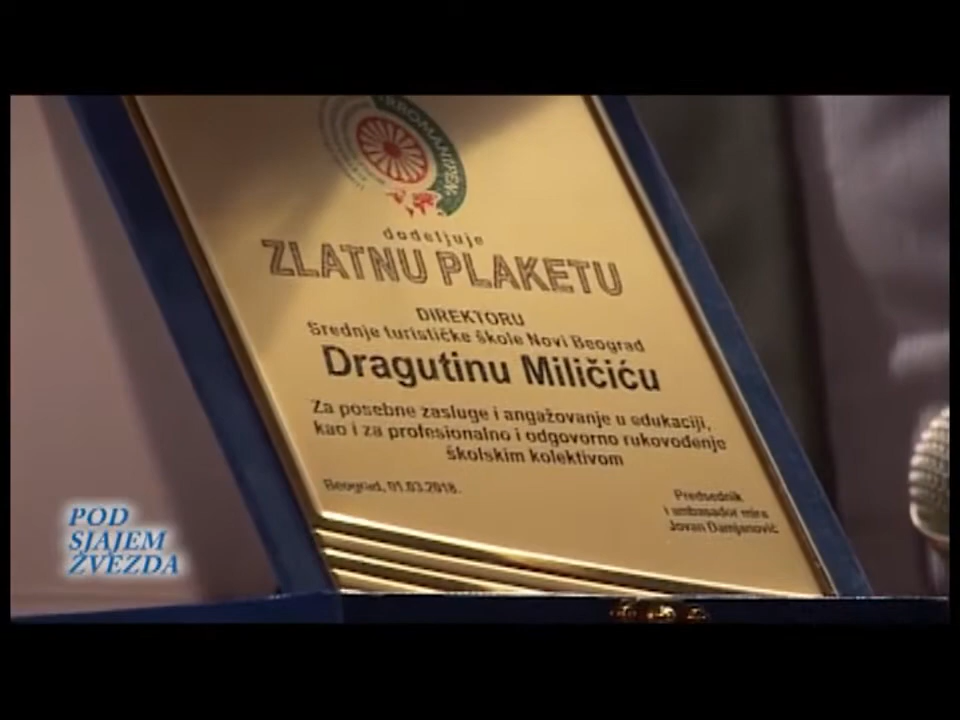 KROMANIPEN
dodeljuje
ZLATNU PLAKETU
DIREKTORU
Srednje turističke škole Novi Beograd
Dragutinu Miličiću
Za posebne zasluge i angažovanje u edukaciji,
kao i za profesionalno i odgovorno rukovođenje
školskim kolektivom
Beograd, 01.03.2018.
Predsednik
i ambasador mira
Jovan Damjanović
POD
SJAJEM
ZVEZDA